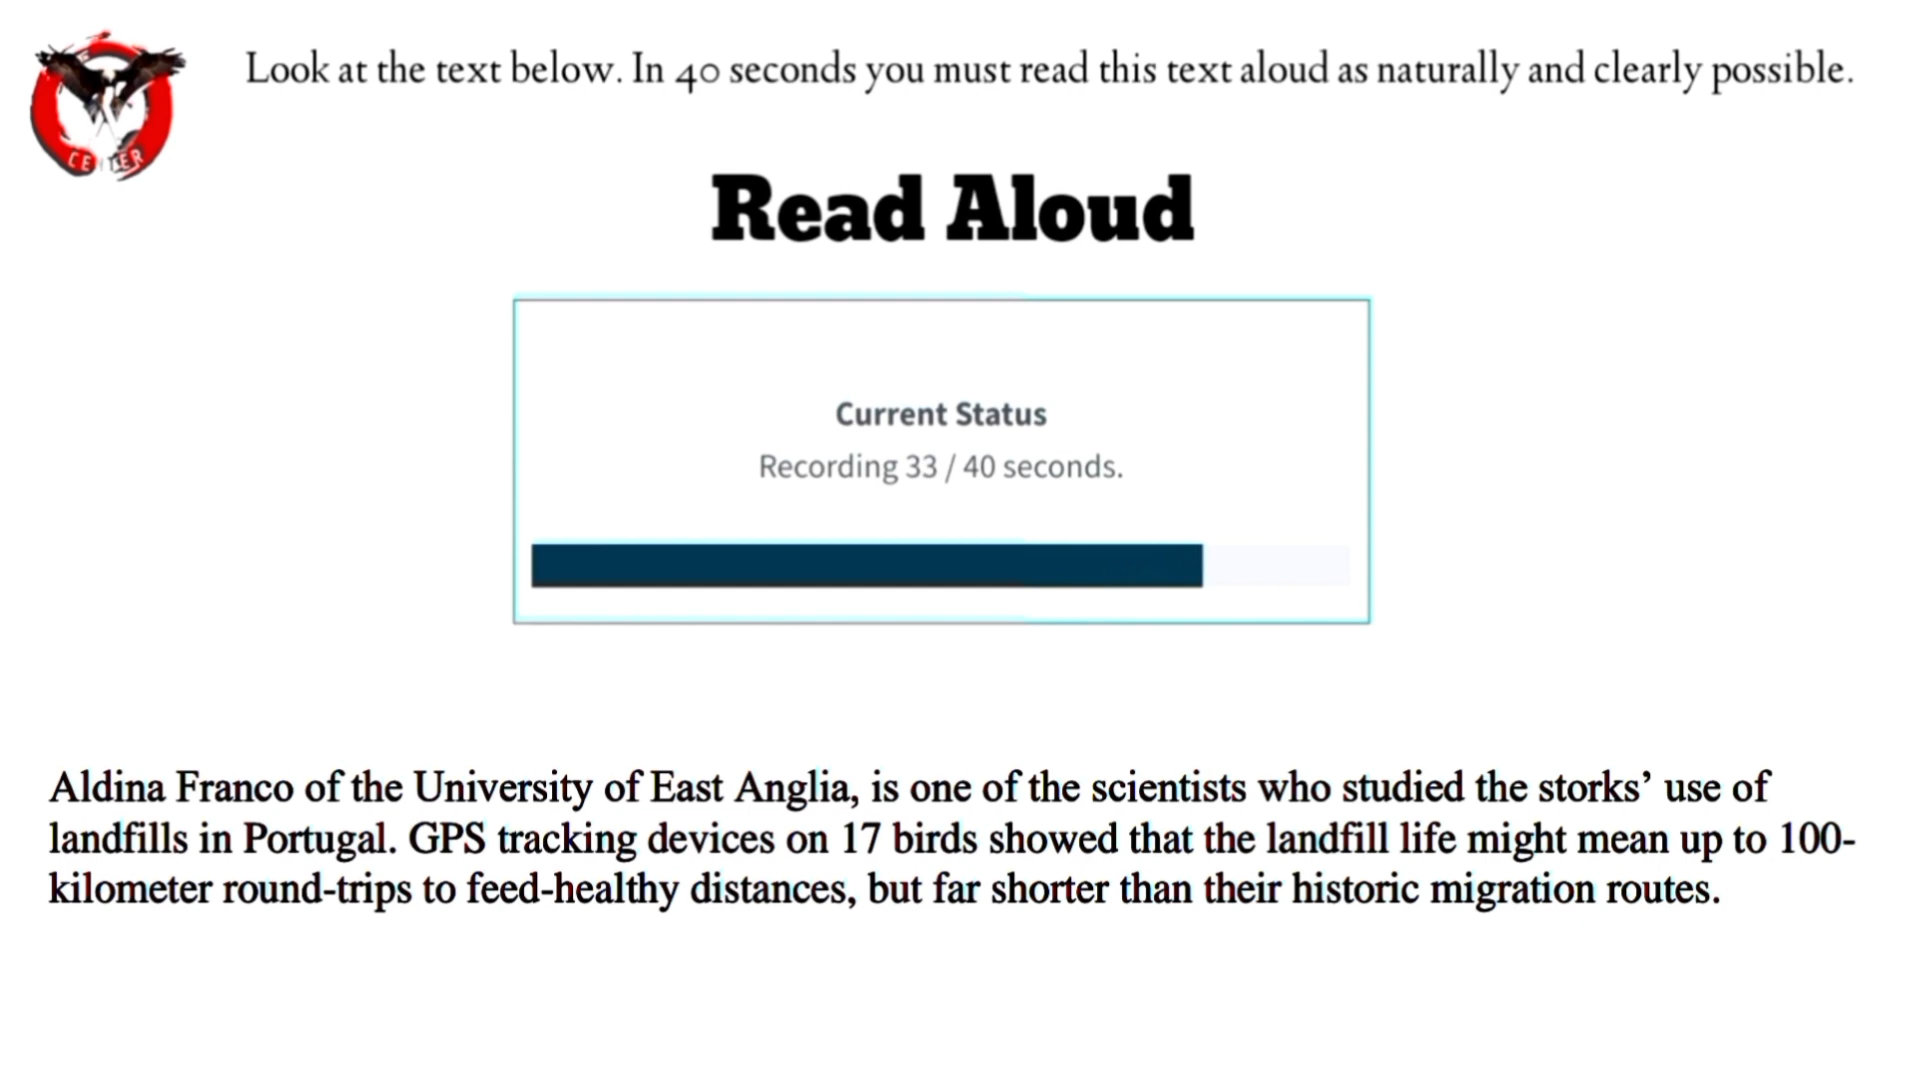 Look at the text below. In 40 seconds you must read this text aloud as naturally and clearly possible.
CENTER
Read Aloud
Current Status
Recording 33 / 40 seconds.
Aldina Franco of the University of East Anglia, is one of the scientists who studied the storks’ use of
landfills in Portugal. GPS tracking devices on 17 birds showed that the landfill life might mean up to 100-
kilometer round-trips to feed-healthy distances, but far shorter than their historic migration routes.